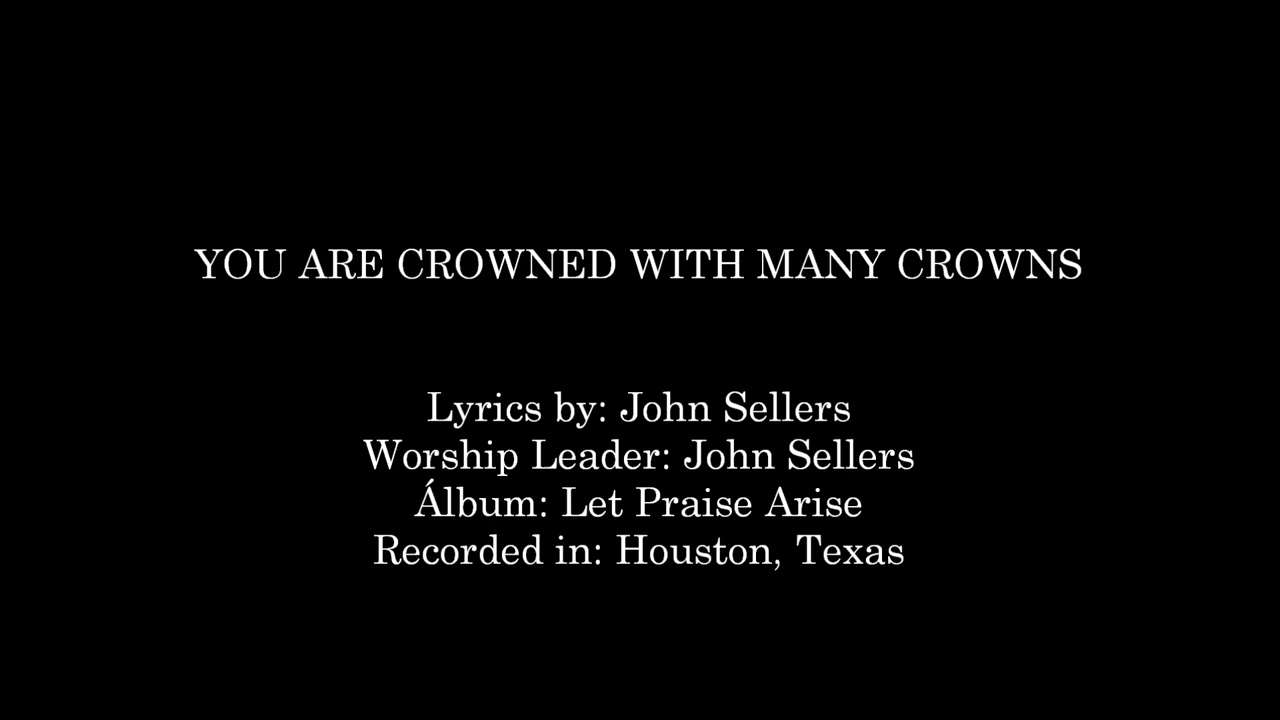 YOU ARE CROWNED WITH MANY CROWNS
Lyrics by: John Sellers
Worship Leader: John Sellers
Álbum: Let Praise Arise
Recorded in: Houston, Texas